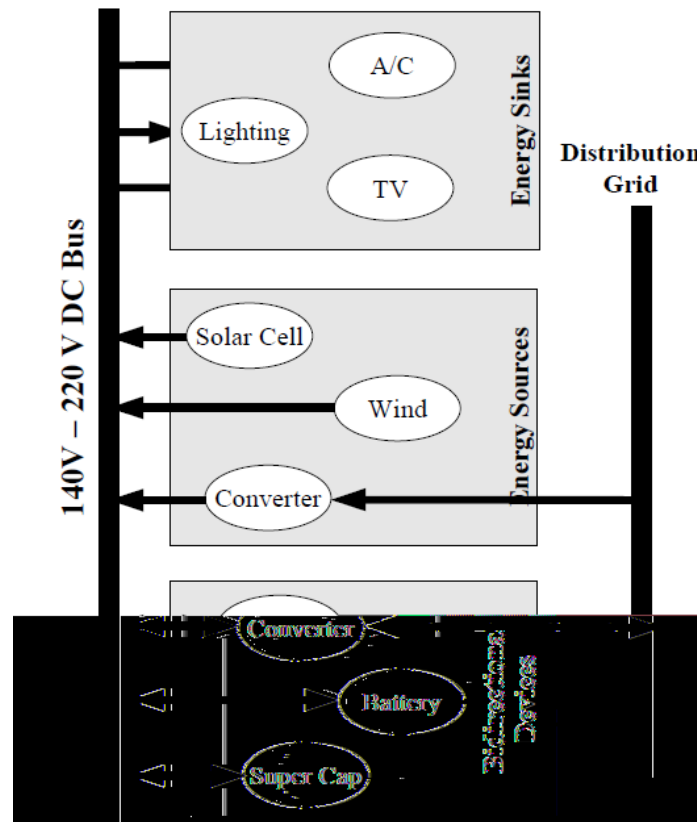 A/C
Lighting
TV
Energy Sinks
Distribution
Grid
140V – 220 V DC Bus
Solar Cell
Wind
Converter
Energy Sources
Converter
Battery
Super Cap
Bidirectional
Devices